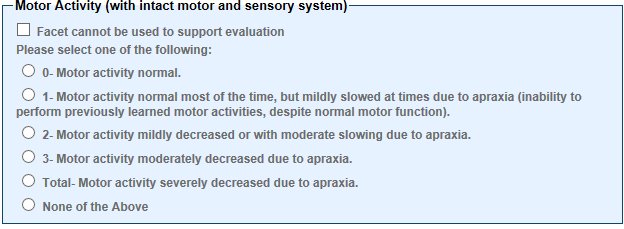 Motor Activity (with intact motor and sensory system)
Facet cannot be used to support evaluation
Please select one of the following:
0- Motor activity normal.
1- Motor activity normal most of the time, but mildly slowed at times due to apraxia (inability to
perform previously learned motor activities, despite normal motor function).
2- Motor activity mildly decreased or with moderate slowing due to apraxia.
3- Motor activity moderately decreased due to apraxia.
Total- Motor activity severely decreased due to apraxia.
None of the Above